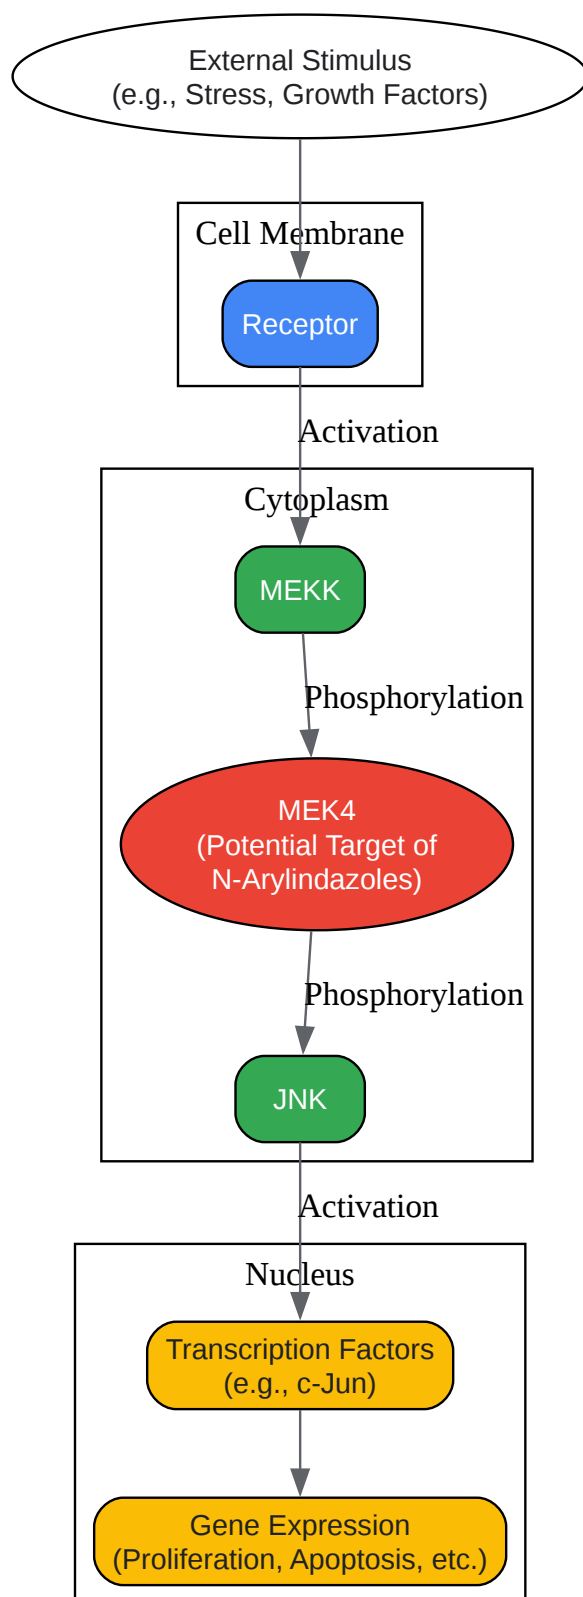 External Stimulus
(e.g., Stress, Growth Factors)
Cell Membrane
Receptor
Activation
Cytoplasm
MEKK
Phosphorylation
MEK4
(Potential Target of
N-Arylindazoles)
Phosphorylation
JNK
Activation
Nucleus
Transcription Factors
(e.g., c-Jun)
Gene Expression
(Proliferation, Apoptosis, etc.)